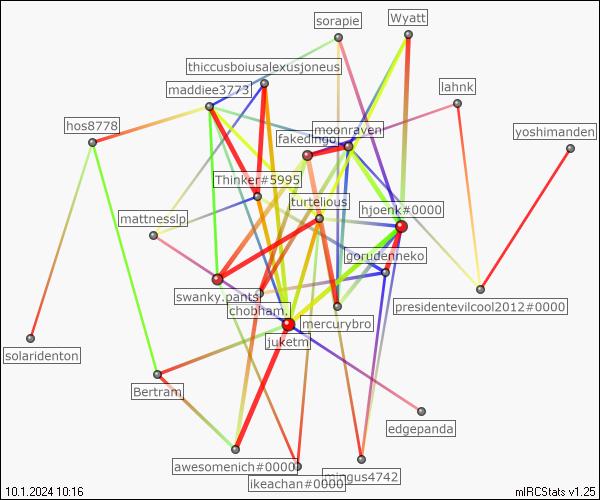 sorapie
Wyatt
thiccusboiusalexusjoneus
maddiee3773
lahnk
hos8778
moonraven
fakedingo
yoshimanden
Thinker#5995
turtelious
hjoenk#0000
mattnesslp
gorudenneko
swanky.pants
presidentevilcool2012#0000
chobham.
mercurybro
juketm
solaridenton
Bertram
edgepanda
awesomenich#0000
mingus4742
ikeachan#0000
10.1.2024 10:16
mIRCStats v1.25